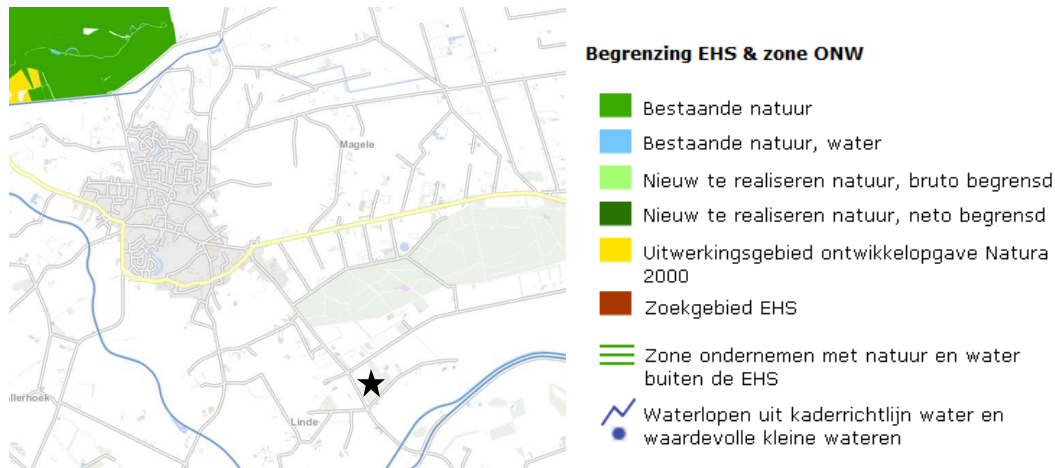 Begrenzing EHS & zone ONW
Bestaande natuur
Bestaande natuur, water
Nieuw te realiseren natuur, bruto begrensd
Nieuw te realiseren natuur, neto begrensd
Uitwerkingsgebied ontwikkelopgave Natura
2000
Zoekgebied EHS
Zone ondernemen met natuur en water
buiten de EHS
Waterlopen uit kaderrichtlijn water en
waardevolle kleine wateren
Magele
llerhoek
Linde